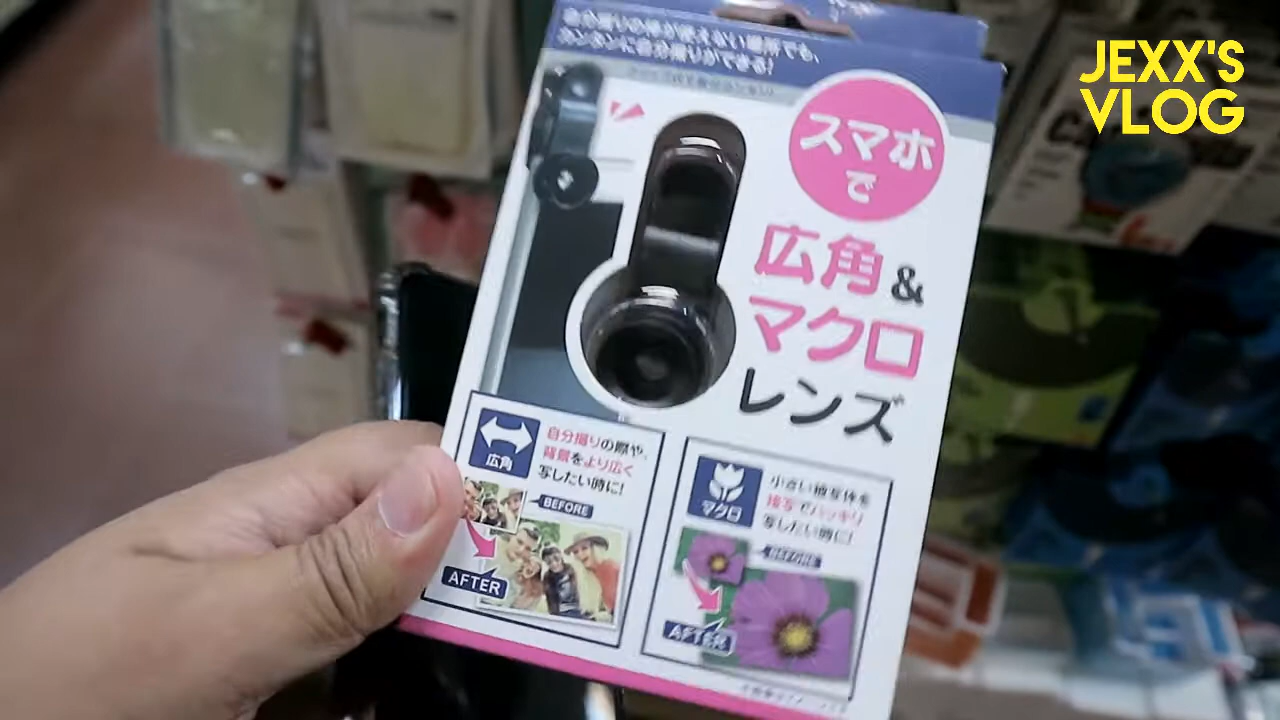 JEXX'S
VLOG
カンタンに自分撮りができる!
スマホ
で
広角&
マクロ
レンズ
広角
自分撮りの際や、
背景をより広く
写したい時に!
BEFORE
AFTER
マクロ
小さい被写体を
接写でハッキリ
写したい時に!
BEFORE
AFTER